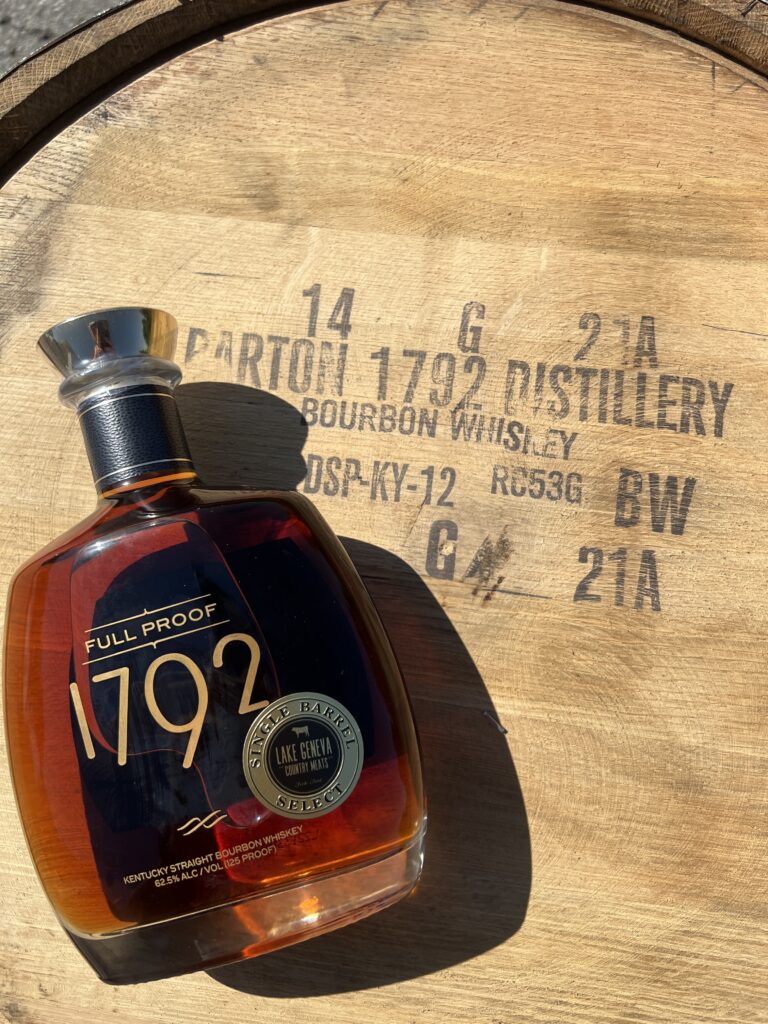 14 G 21A
BARTON 1792 DISTILLERY
BOURBON WHISKEY
DSP-KY-12 RC53G BW
G 21A
FULL PROOF
1792
SINGLE BARREL
LAKE GENEVA
COUNTRY MEATS
SELECT
KENTUCKY STRAIGHT BOURBON WHISKEY
62.5% ALC / VOL (125 PROOF)